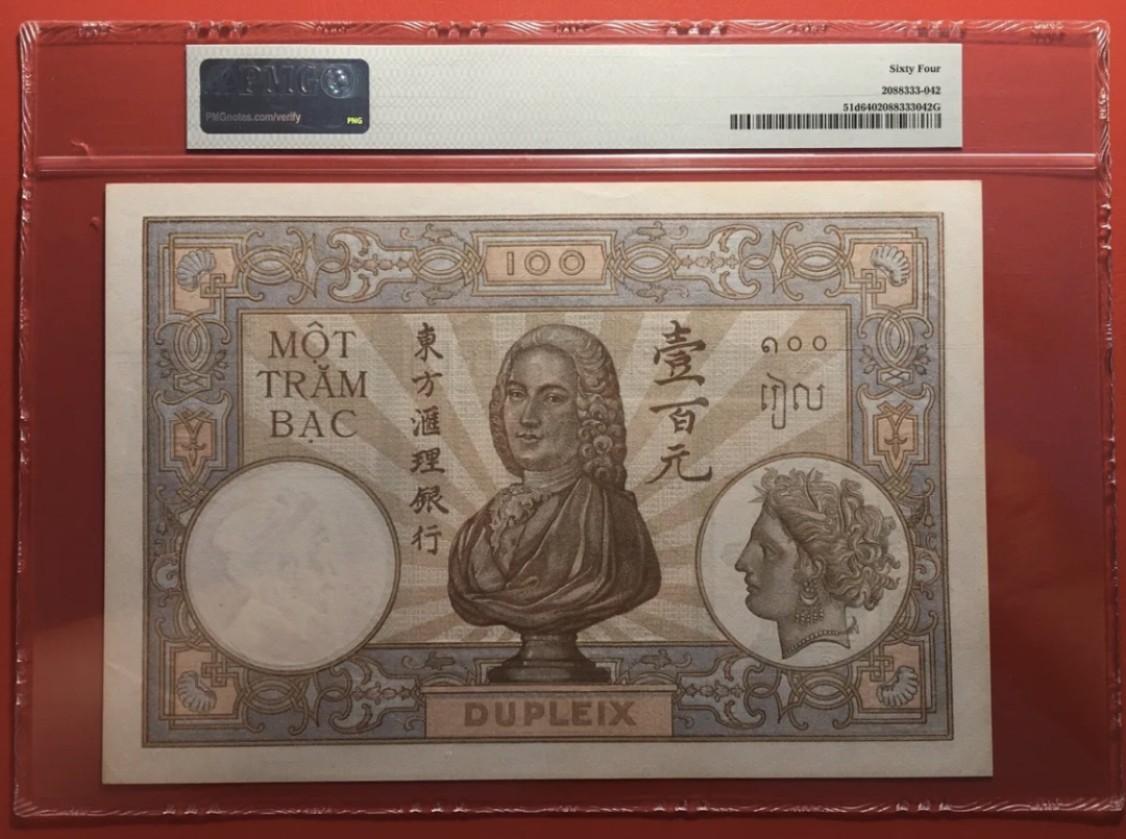 PMG
PMGnotes.com/verify
PNG
Sixty Four
2088333-042
51d6402088333042G
100
MỘT
TRĂM
BẠC
東方滙理銀行
壹百元
១០០
រៀល
DUPLEIX